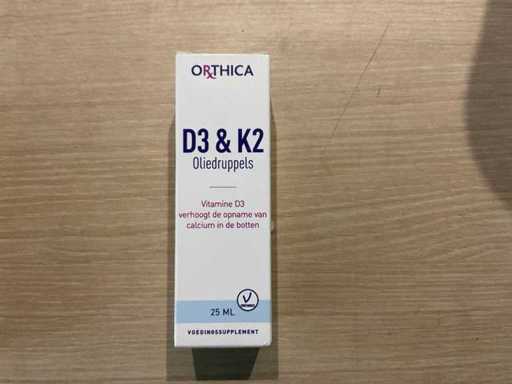 ORTHICA
D3 & K2
Oliedruppels
Vitamine D3
verhoogt de opname van
calcium in de botten
25 ML
VOEDINGSSUPPLEMENT